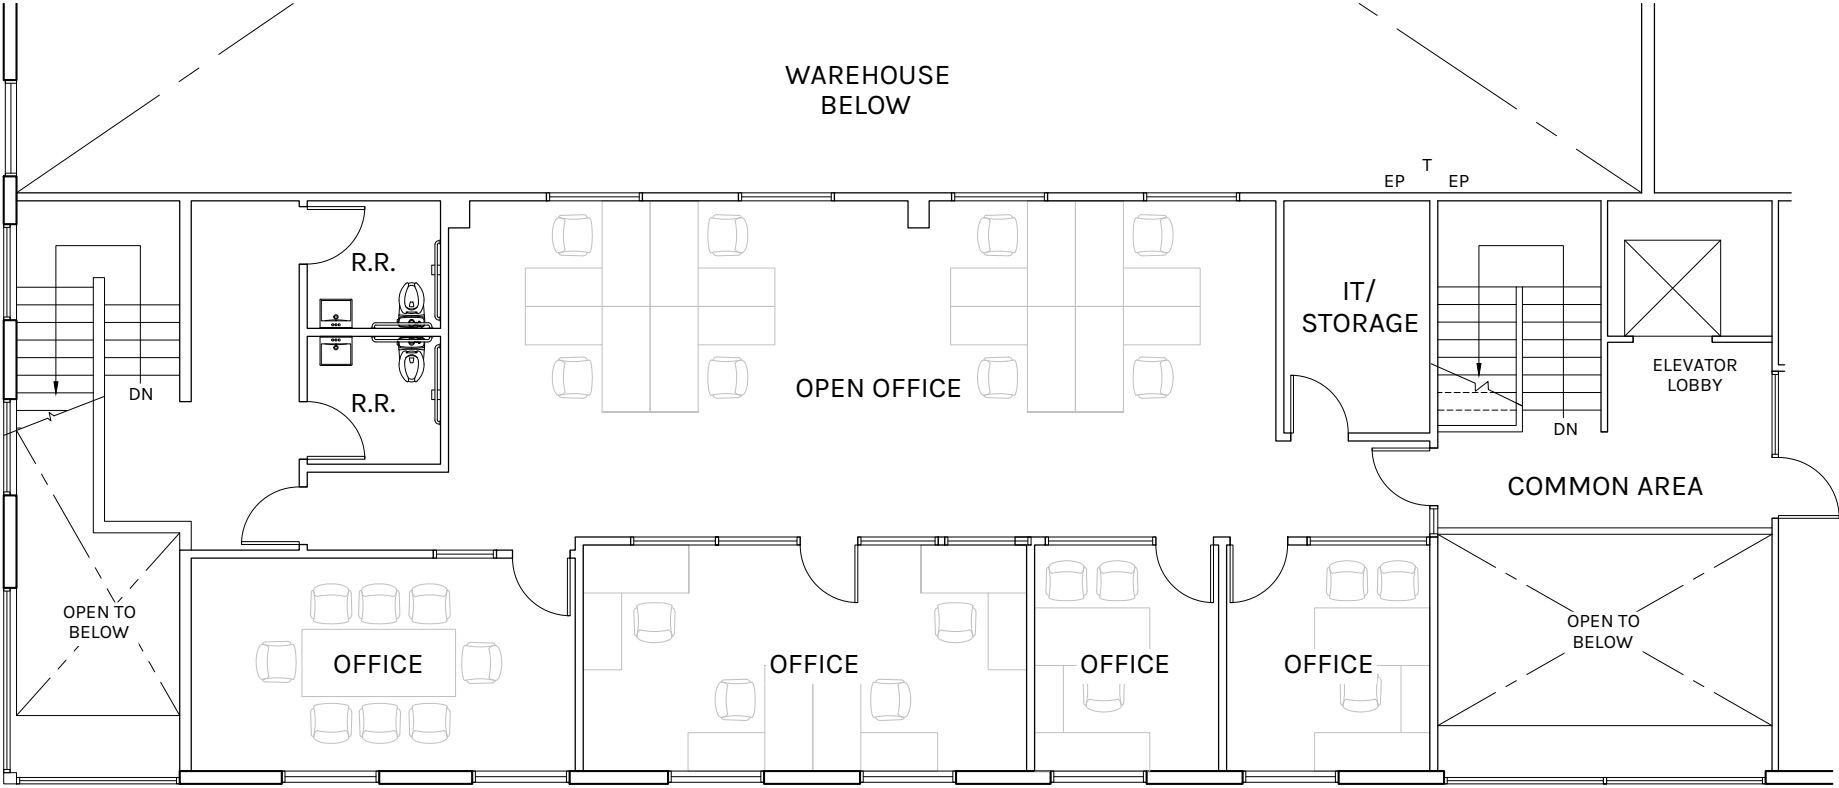 WAREHOUSE
BELOW
T
EP EP
R.R.
IT/
STORAGE
ELEVATOR
LOBBY
DN
OPEN OFFICE
R.R.
DN
COMMON AREA
OPEN TO
BELOW
OFFICE
OFFICE
OFFICE
OFFICE
OPEN TO
BELOW